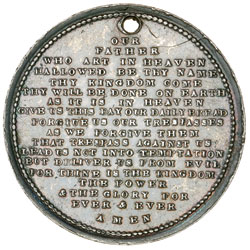 OUR
FATHER
WHO ART IN HEAVEN
HALLOWED BE THY NAME
THY KINGDOM COME
THY WILL BE DONE ON EARTH
AS IT IS IN HEAVEN
GIVE US THIS DAY OUR DAILY BREAD
FORGIVE US OUR TRESPASSES
AS WE FORGIVE THEM
THAT TRESPASS AGAINST US
LEAD US NOT INTO TEMPTATION
BUT DELIVER US FROM EVIL
FOR THINE IS THE KINGDOM
THE POWER
& THE GLORY FOR
EVER & EVER
AMEN